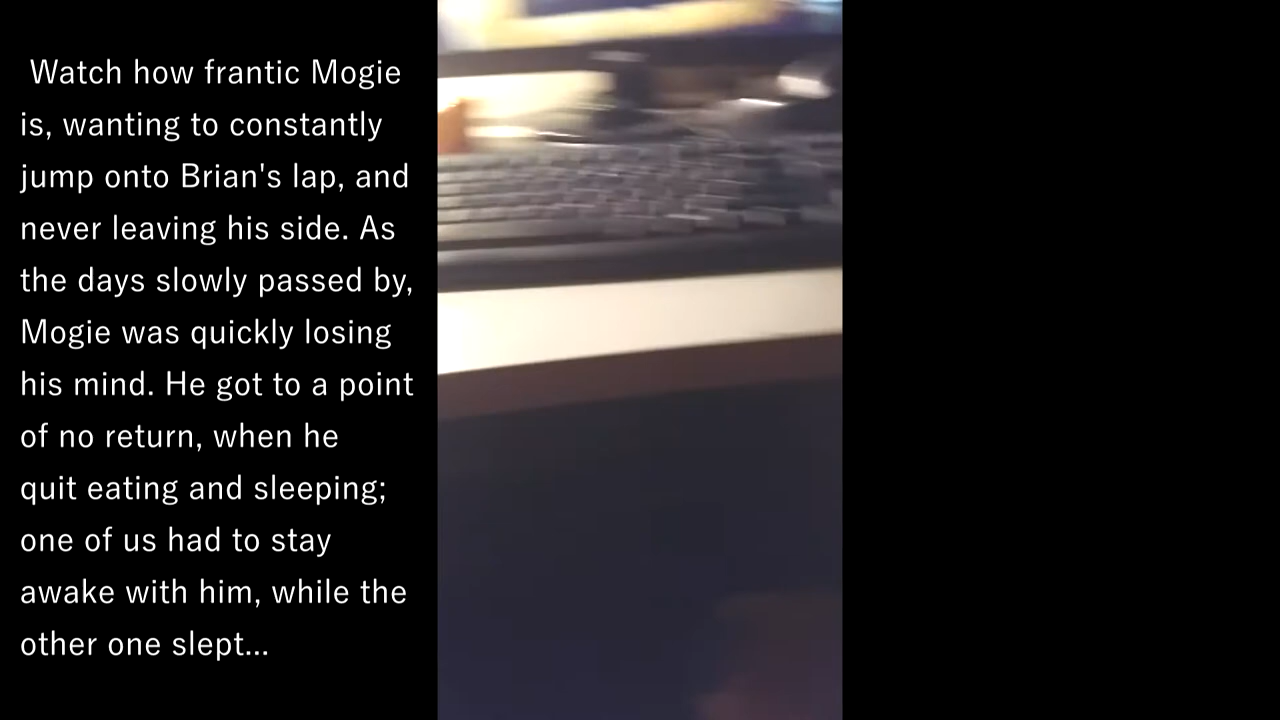 Watch how frantic Mogie
is, wanting to constantly
jump onto Brian's lap, and
never leaving his side. As
the days slowly passed by,
Mogie was quickly losing
his mind. He got to a point
of no return, when he
quit eating and sleeping;
one of us had to stay
awake with him, while the
other one slept...